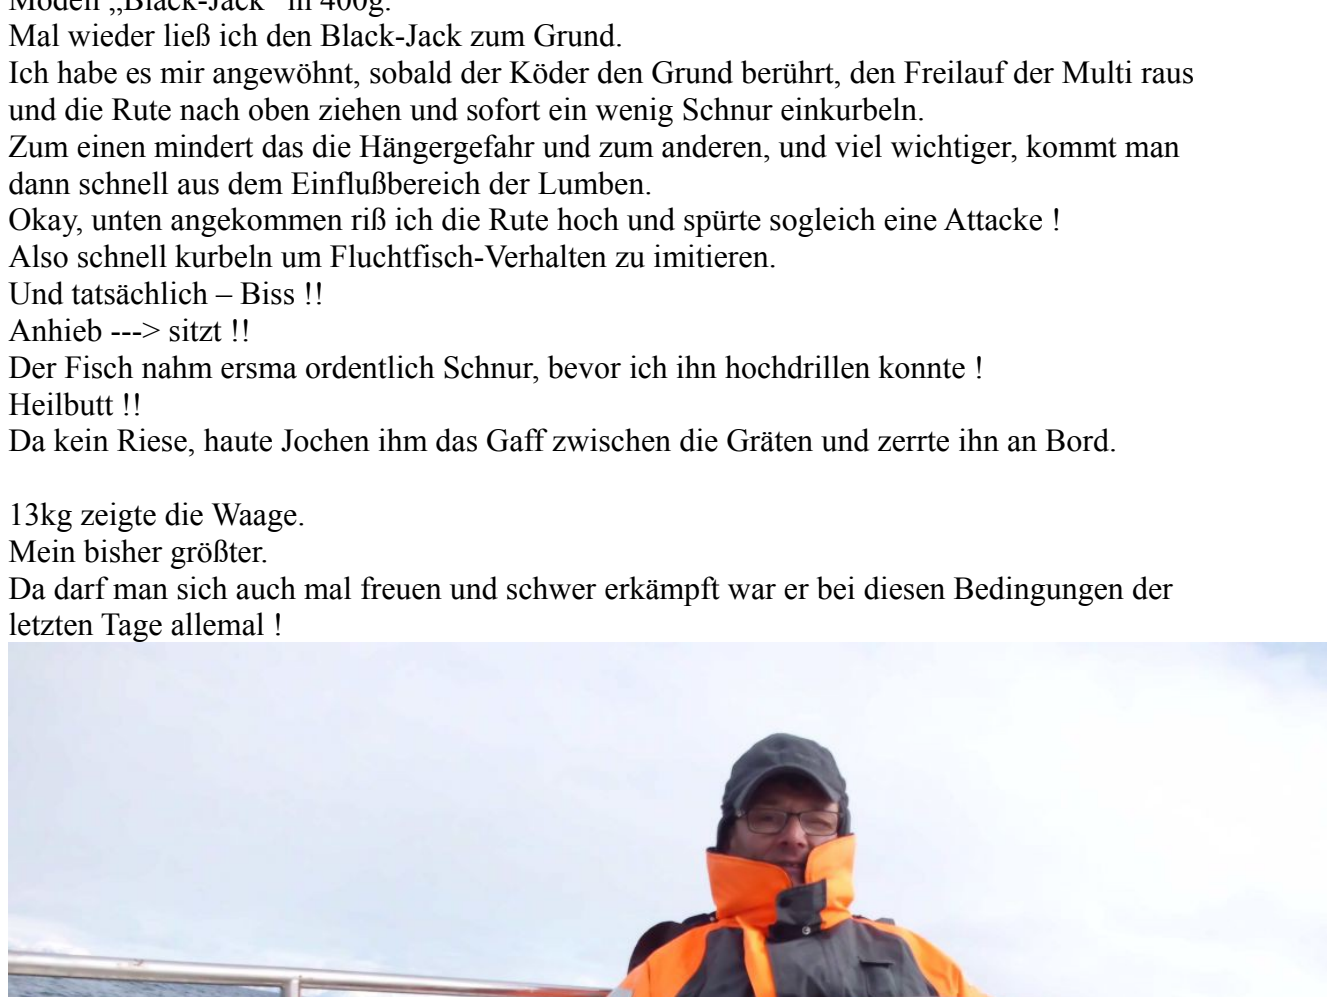 Modell „Black-Jack“ in 400g.
Mal wieder ließ ich den Black-Jack zum Grund.
Ich habe es mir angewöhnt, sobald der Köder den Grund berührt, den Freilauf der Multi raus
und die Rute nach oben ziehen und sofort ein wenig Schnur einkurbeln.
Zum einen mindert das die Hängergefahr und zum anderen, und viel wichtiger, kommt man
dann schnell aus dem Einflußbereich der Lumben.
Okay, unten angekommen riß ich die Rute hoch und spürte sogleich eine Attacke !
Also schnell kurbeln um Fluchtfisch-Verhalten zu imitieren.
Und tatsächlich – Biss !!
Anhieb ---> sitzt !!
Der Fisch nahm ersma ordentlich Schnur, bevor ich ihn hochdrillen konnte !
Heilbutt !!
Da kein Riese, haute Jochen ihm das Gaff zwischen die Gräten und zerrte ihn an Bord.
13kg zeigte die Waage.
Mein bisher größter.
Da darf man sich auch mal freuen und schwer erkämpft war er bei diesen Bedingungen der
letzten Tage allemal !